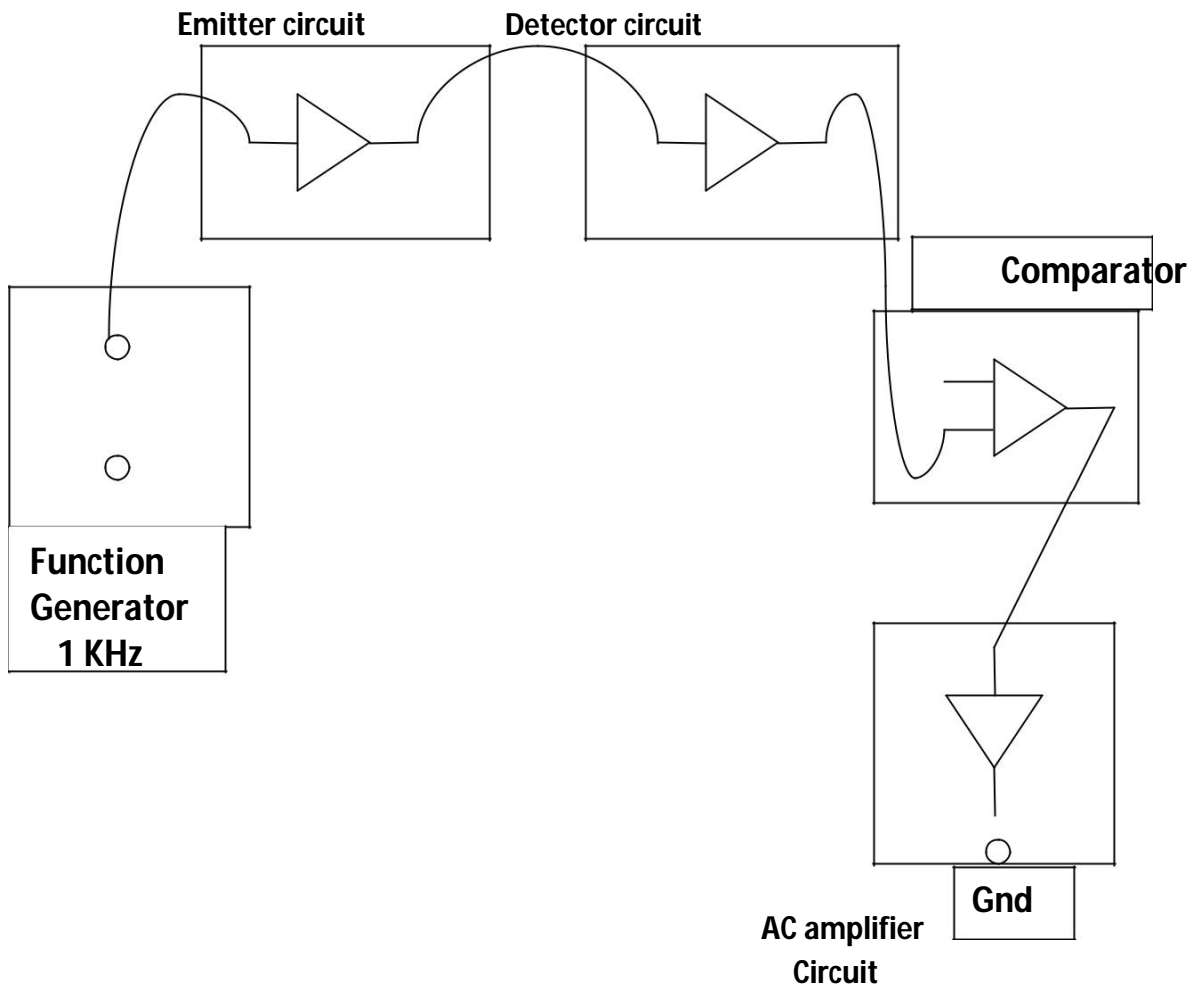 Emitter circuit
Detector circuit
Comparator
Function
Generator
1 KHz
Gnd
AC amplifier
Circuit